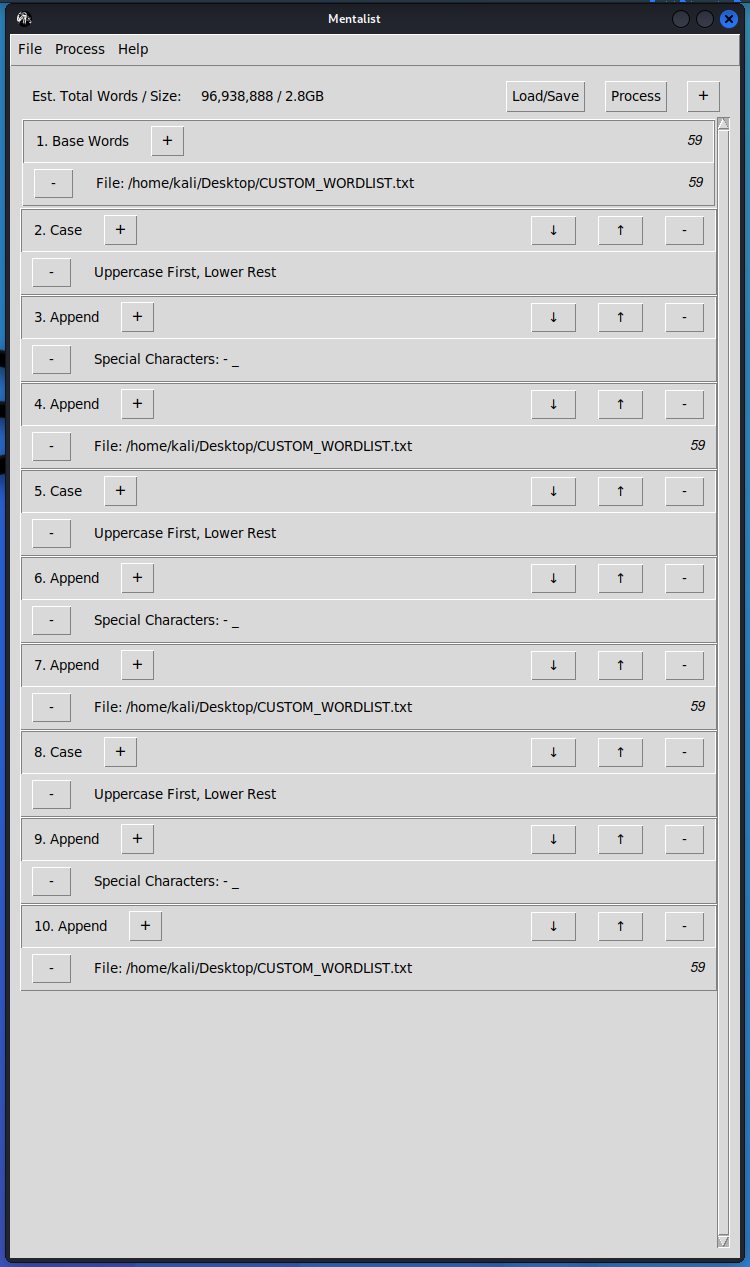 Mentalist
File Process Help
Est. Total Words / Size: 96,938,888 / 2.8GB Load/Save Process +
1. Base Words + 59
- File: /home/kali/Desktop/CUSTOM_WORDLIST.txt 59
2. Case + ↓ ↑ -
- Uppercase First, Lower Rest
3. Append + ↓ ↑ -
- Special Characters: - _
4. Append + ↓ ↑ -
- File: /home/kali/Desktop/CUSTOM_WORDLIST.txt 59
5. Case + ↓ ↑ -
- Uppercase First, Lower Rest
6. Append + ↓ ↑ -
- Special Characters: - _
7. Append + ↓ ↑ -
- File: /home/kali/Desktop/CUSTOM_WORDLIST.txt 59
8. Case + ↓ ↑ -
- Uppercase First, Lower Rest
9. Append + ↓ ↑ -
- Special Characters: - _
10. Append + ↓ ↑ -
- File: /home/kali/Desktop/CUSTOM_WORDLIST.txt 59